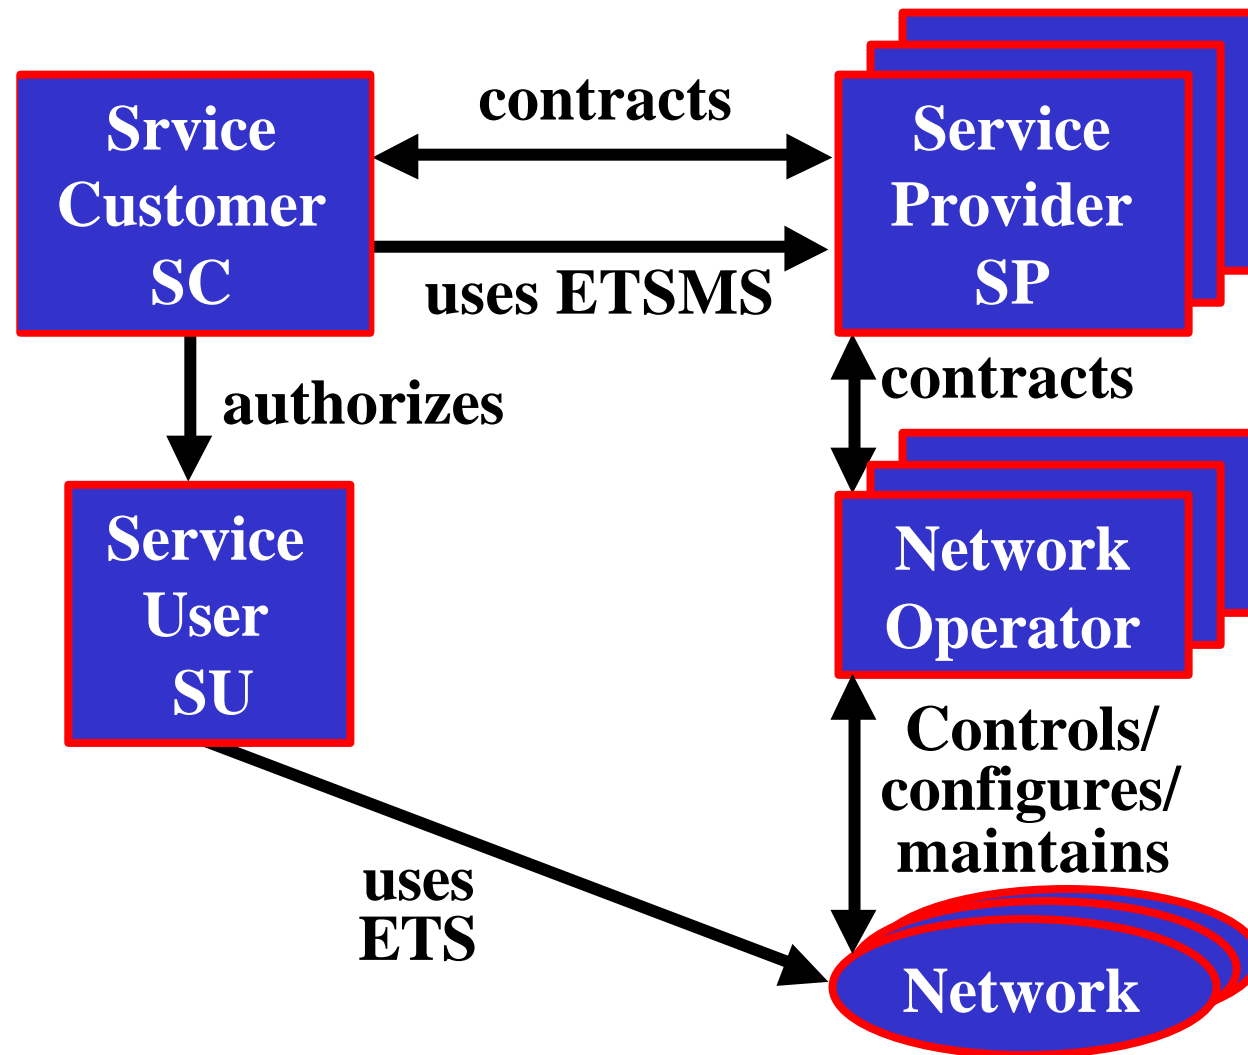 Srvice
Customer
SC
contracts
Service
Provider
SP
uses ETSMS
authorizes
contracts
Service
User
SU
Network
Operator
Controls/
configures/
maintains
uses
ETS
Network